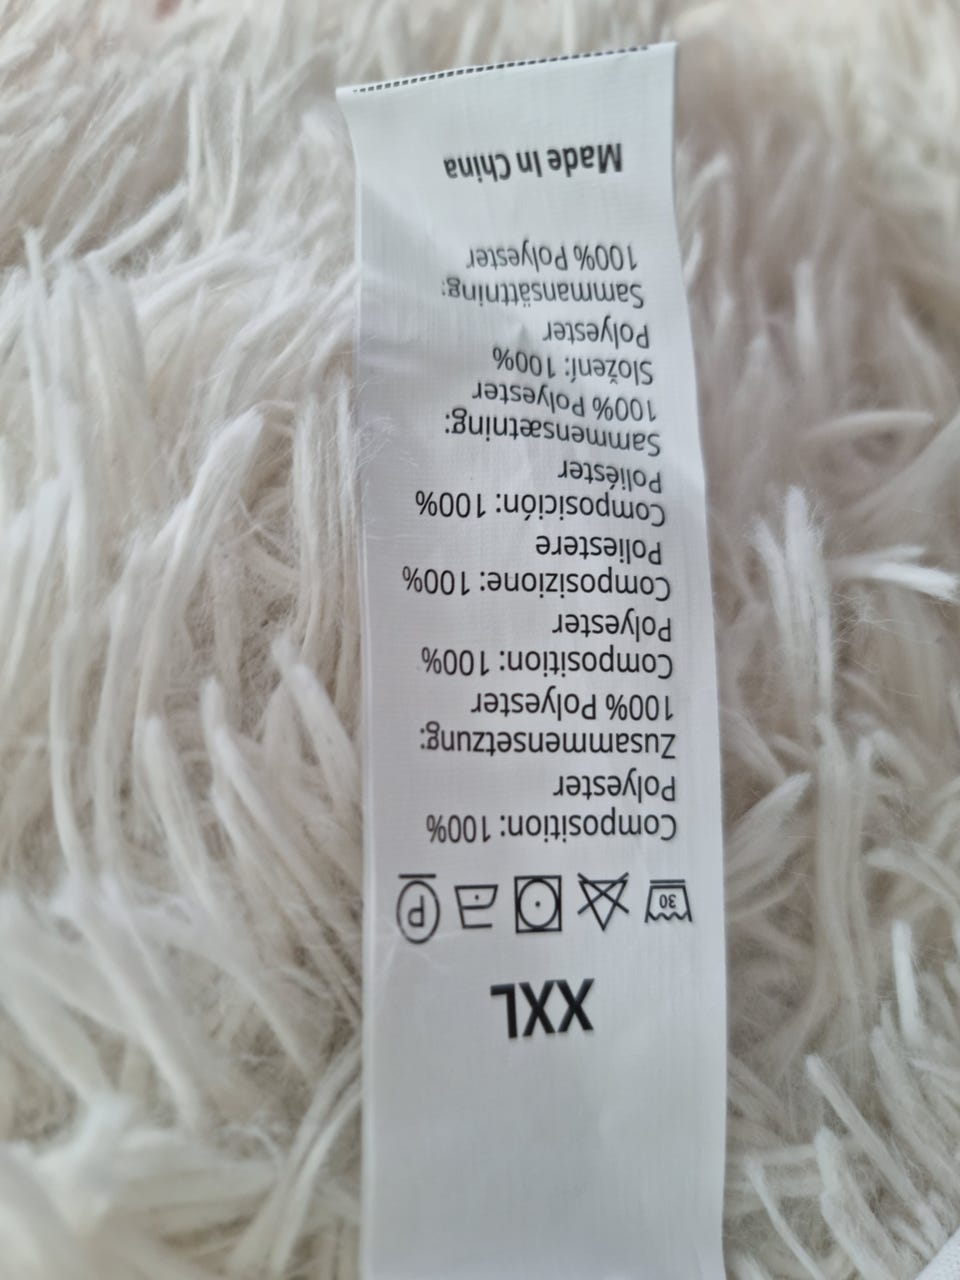 XXL
30 P
Composition: 100%
Polyester
Zusammensetzung:
100% Polyester
Composition: 100%
Polyester
Composizione: 100%
Poliestere
Composición: 100%
Poliéster
Sammensætning:
100% Polyester
Složení: 100%
Polyester
Sammansättning:
100% Polyester
Made In China